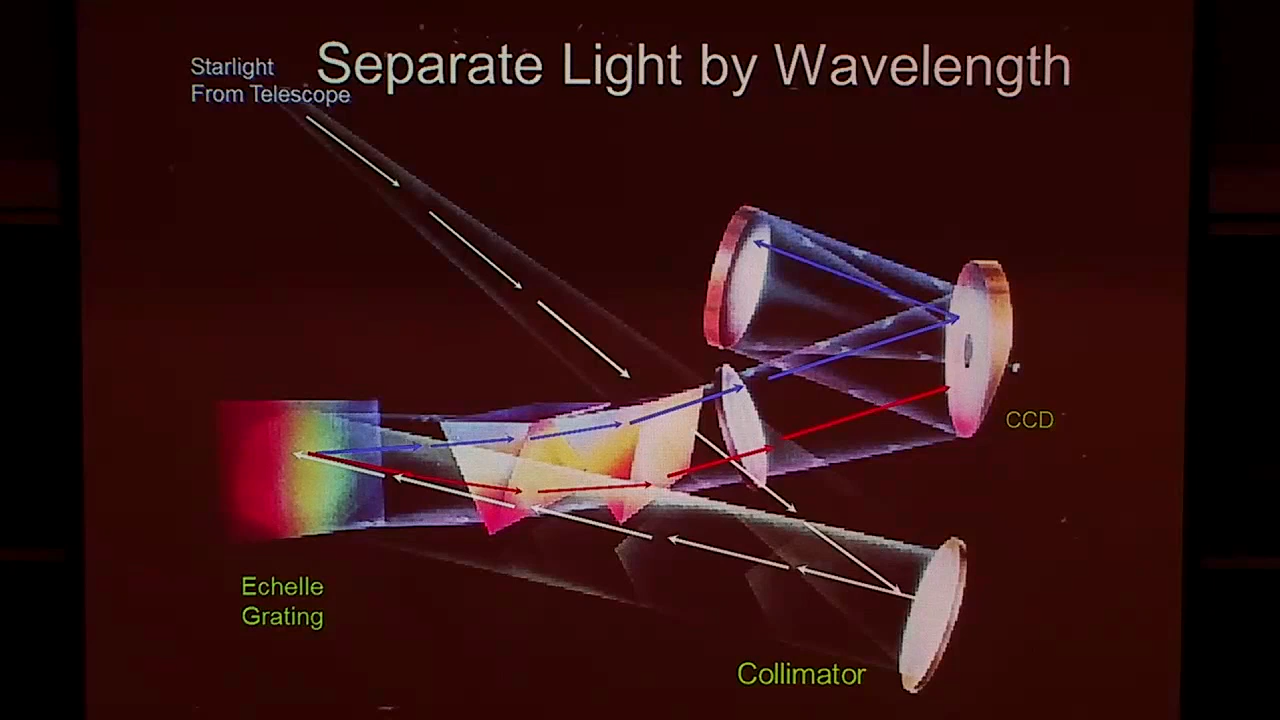 Separate Light by Wavelength
Starlight
From Telescope
CCD
Echelle
Grating
Collimator